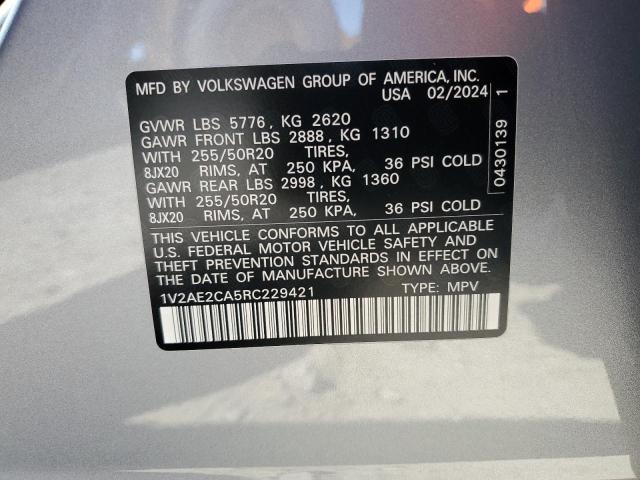 MFD BY VOLKSWAGEN GROUP OF AMERICA, INC.
USA 02/2024
GVWR LBS 5776, KG 2620
GAWR FRONT LBS 2888, KG 1310
WITH 255/50R20 TIRES,
8JX20 RIMS, AT 250 KPA, 36 PSI COLD
GAWR REAR LBS 2998, KG 1360
WITH 255/50R20 TIRES,
8JX20 RIMS, AT 250 KPA, 36 PSI COLD
THIS VEHICLE CONFORMS TO ALL APPLICABLE
U.S. FEDERAL MOTOR VEHICLE SAFETY AND
THEFT PREVENTION STANDARDS IN EFFECT ON
THE DATE OF MANUFACTURE SHOWN ABOVE.
1V2AE2CA5RC229421 TYPE: MPV
0430139 1